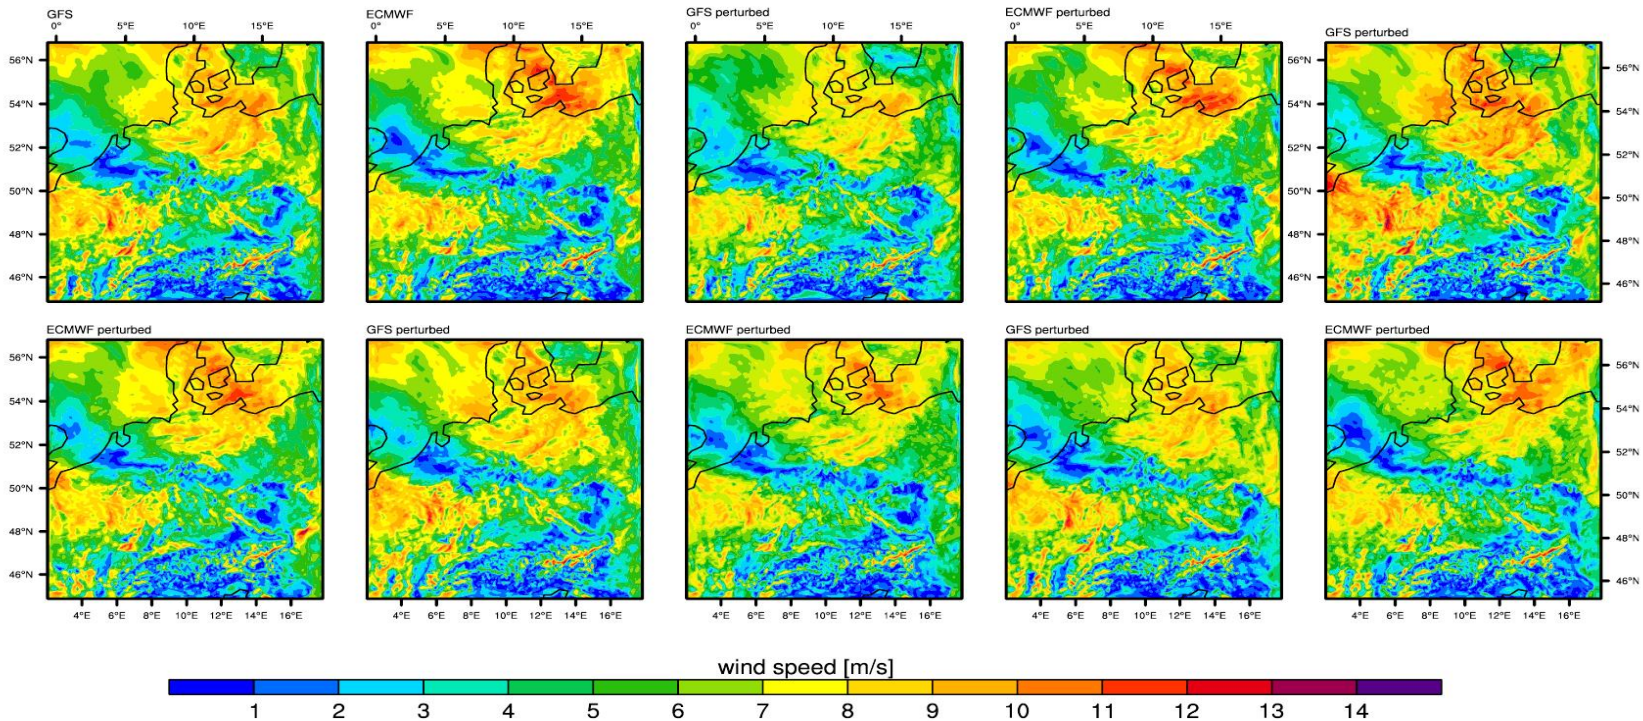 GFS
ECMWF
GFS perturbed
ECMWF perturbed
GFS perturbed
0° 5°E 10°E 15°E
0° 5°E 10°E 15°E
0° 5°E 10°E 15°E
0° 5°E 10°E 15°E
56°N 54°N 52°N 50°N 48°N 46°N
56°N 54°N 52°N 50°N 48°N 46°N
56°N 54°N 52°N 50°N 48°N 46°N
ECMWF perturbed
GFS perturbed
ECMWF perturbed
GFS perturbed
ECMWF perturbed
56°N 54°N 52°N 50°N 48°N 46°N
56°N 54°N 52°N 50°N 48°N 46°N
4°E 6°E 8°E 10°E 12°E 14°E 16°E
4°E 6°E 8°E 10°E 12°E 14°E 16°E
4°E 6°E 8°E 10°E 12°E 14°E 16°E
4°E 6°E 8°E 10°E 12°E 14°E 16°E
4°E 6°E 8°E 10°E 12°E 14°E 16°E
wind speed [m/s]
1 2 3 4 5 6 7 8 9 10 11 12 13 14